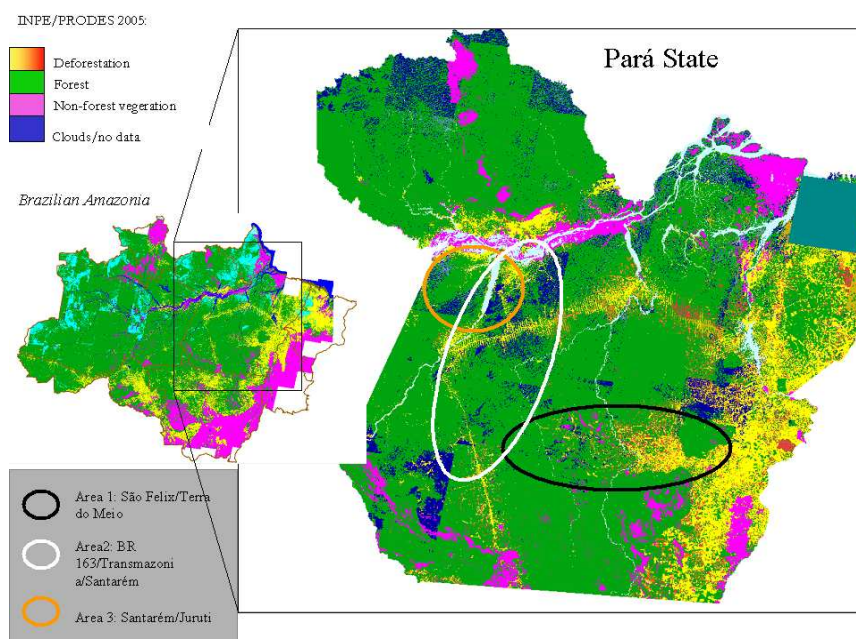 INPE/PRODES 2005:
Deforestation
Forest
Non-forest vegeration
Clouds/no data
Pará State
Brazilian Amazonia
Area 1: São Felix/Terra
do Meio
Area2: BR
163/Transmazoni
a/Santarém
Area 3: Santarém/Juruti